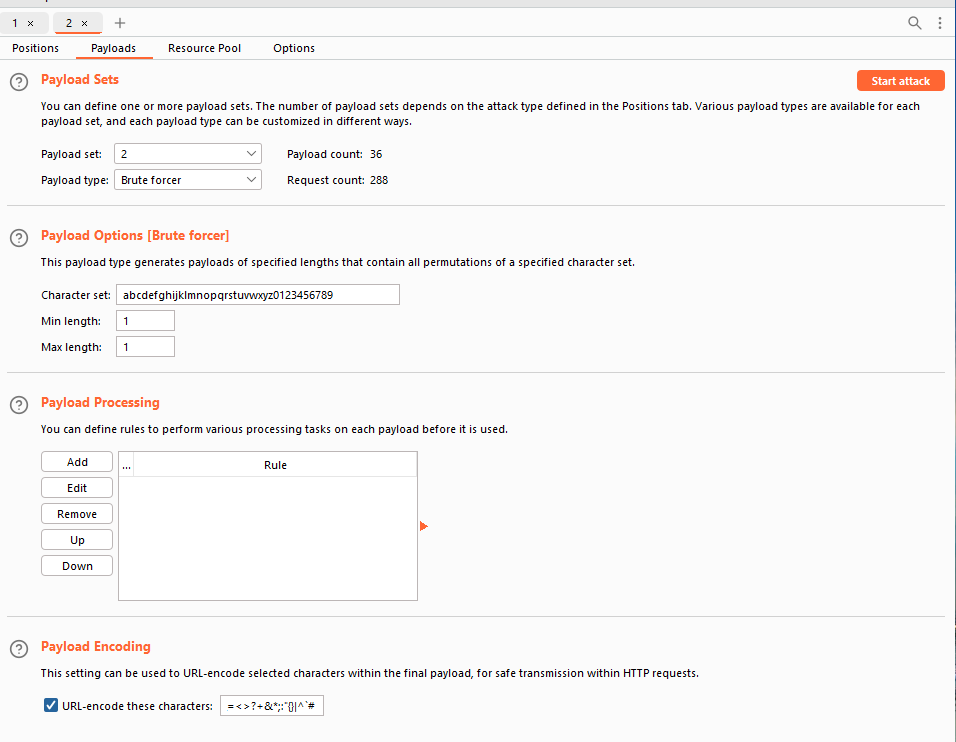 1 × 2 × +
Positions Payloads Resource Pool Options
? Payload Sets Start attack
You can define one or more payload sets. The number of payload sets depends on the attack type defined in the Positions tab. Various payload types are available for each
payload set, and each payload type can be customized in different ways.
Payload set: 2 Payload count: 36
Payload type: Brute forcer Request count: 288
? Payload Options [Brute forcer]
This payload type generates payloads of specified lengths that contain all permutations of a specified character set.
Character set: abcdefghijklmnopqrstuvwxyz0123456789
Min length: 1
Max length: 1
? Payload Processing
You can define rules to perform various processing tasks on each payload before it is used.
Add ... Rule
Edit
Remove
Up
Down
? Payload Encoding
This setting can be used to URL-encode selected characters within the final payload, for safe transmission within HTTP requests.
URL-encode these characters: =<>?+&*;:"{}|^`#